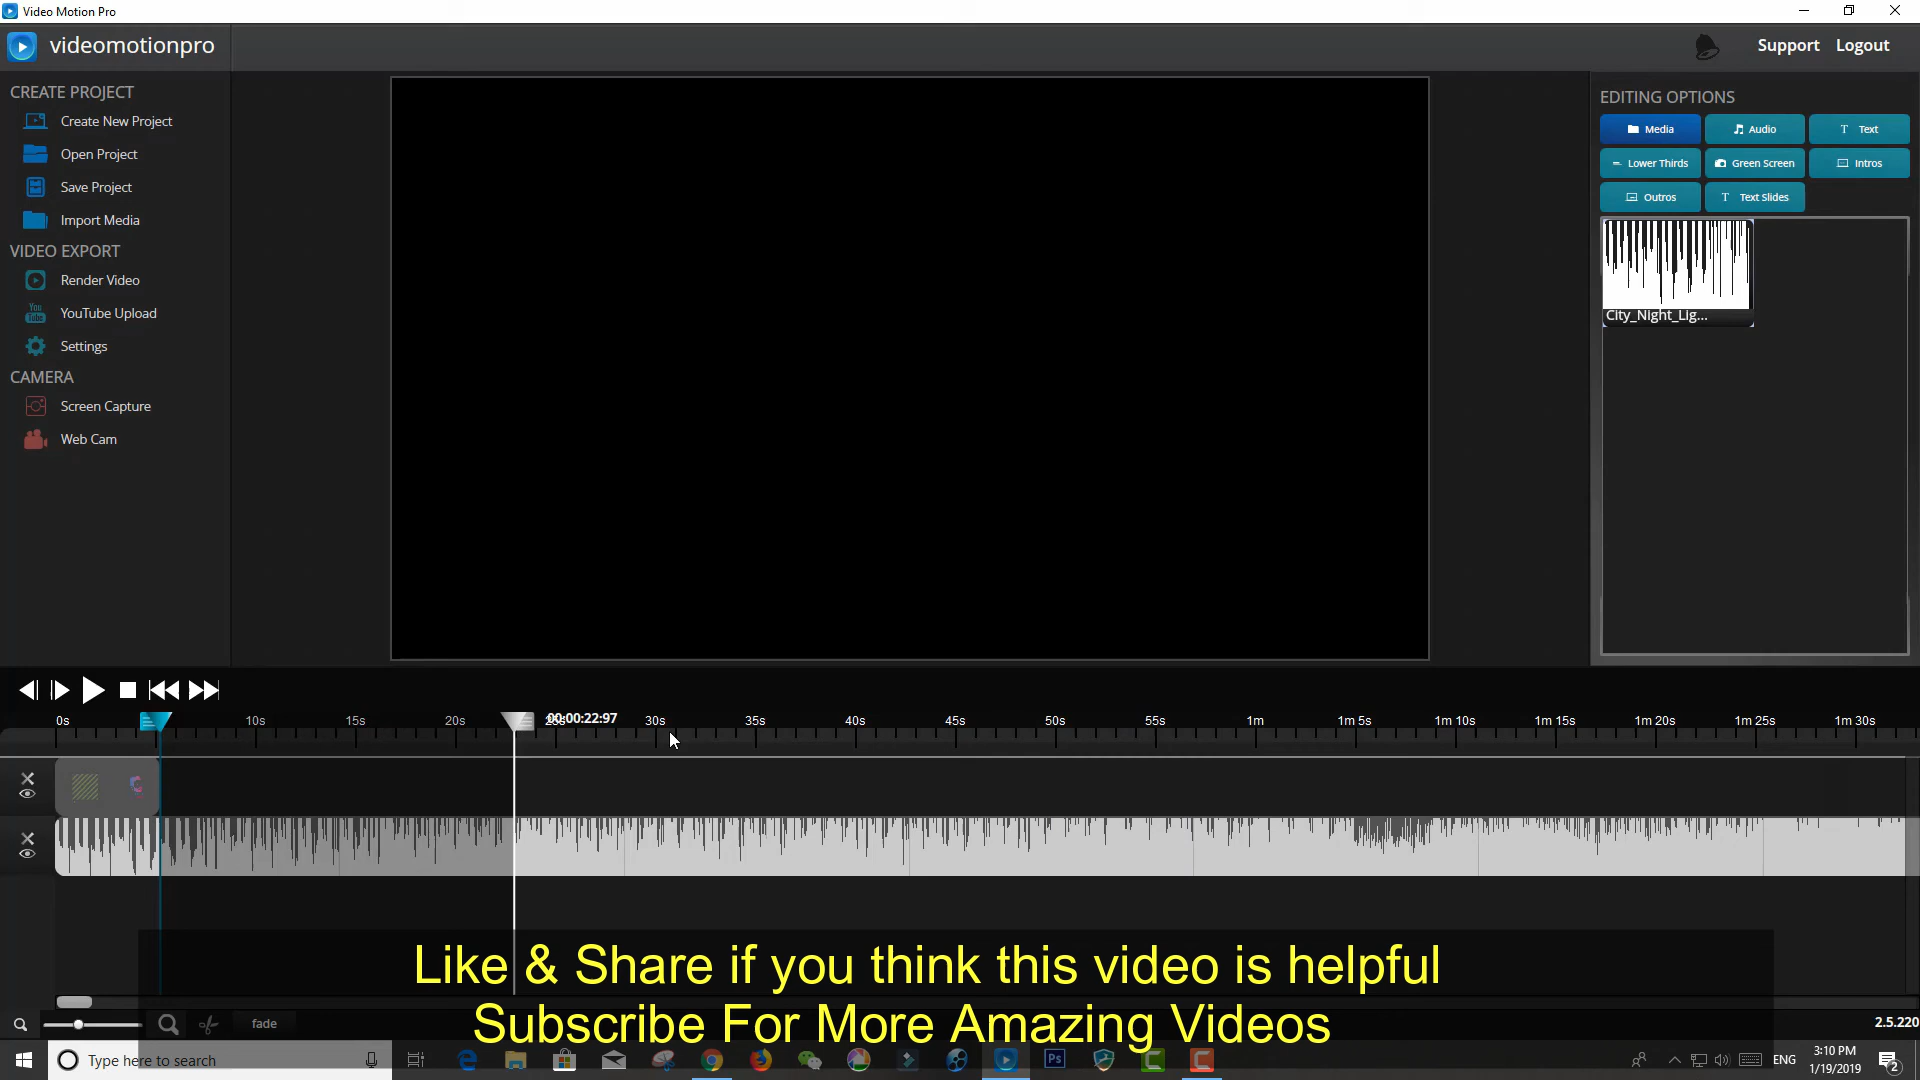 Video Motion Pro
videomotionpro
Support
Logout
CREATE PROJECT
Create New Project
Open Project
Save Project
Import Media
VIDEO EXPORT
Render Video
YouTube Upload
Settings
CAMERA
Screen Capture
Web Cam
EDITING OPTIONS
Media
Audio
Text
Lower Thirds
Green Screen
Intros
Outros
Text Slides
City_Night_Lig...
0s
10s
15s
20s
00:00:22:97
30s
35s
40s
45s
50s
55s
1m
1m 5s
1m 10s
1m 15s
1m 20s
1m 25s
1m 30s
Like & Share if you think this video is helpful
Subscribe For More Amazing Videos
fade
2.5.220
Type here to search
Ps
ENG
3:10 PM
1/19/2019
2